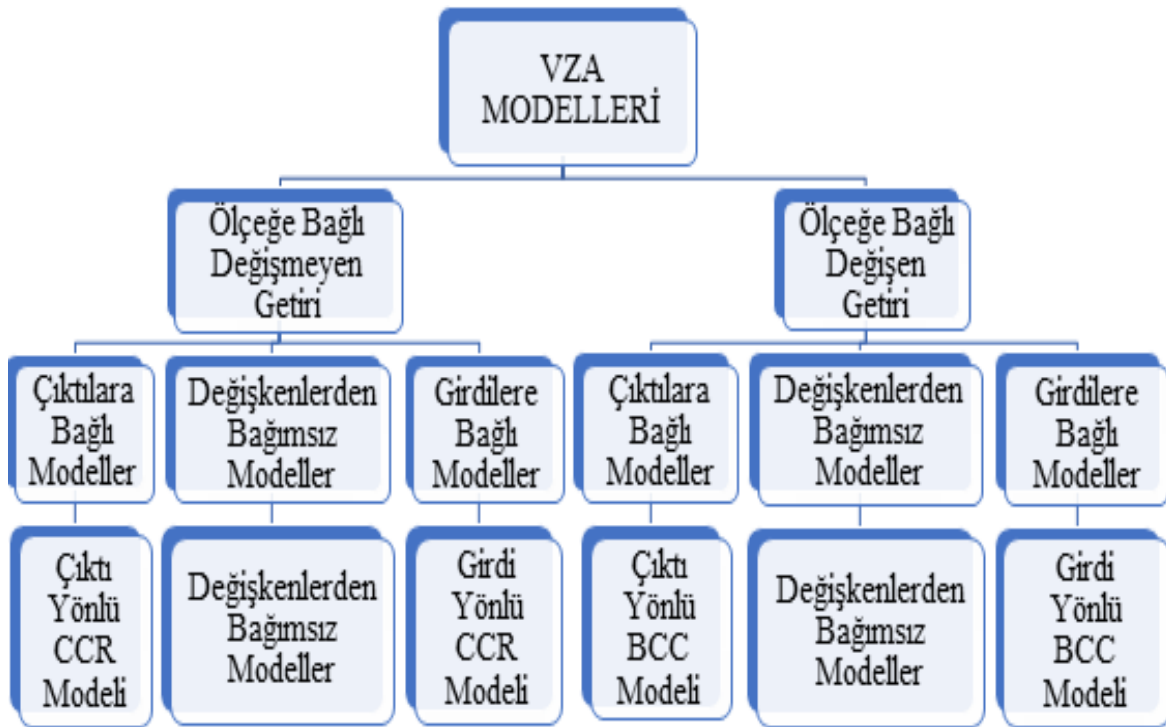 VZA
MODELLERİ
Ölçeğe Bağlı
Değişmeyen
Getiri
Ölçeğe Bağlı
Değişen
Getiri
Çıktılara
Bağlı
Modeller
Değişkenlerden
Bağımsız
Modeller
Girdilere
Bağlı
Modeller
Çıktılara
Bağlı
Modeller
Değişkenlerden
Bağımsız
Modeller
Girdilere
Bağlı
Modeller
Çıktı
Yönlü
CCR
Modeli
Değişkenlerden
Bağımsız
Modeller
Girdi
Yönlü
CCR
Modeli
Çıktı
Yönlü
BCC
Modeli
Değişkenlerden
Bağımsız
Modeller
Girdi
Yönlü
BCC
Modeli